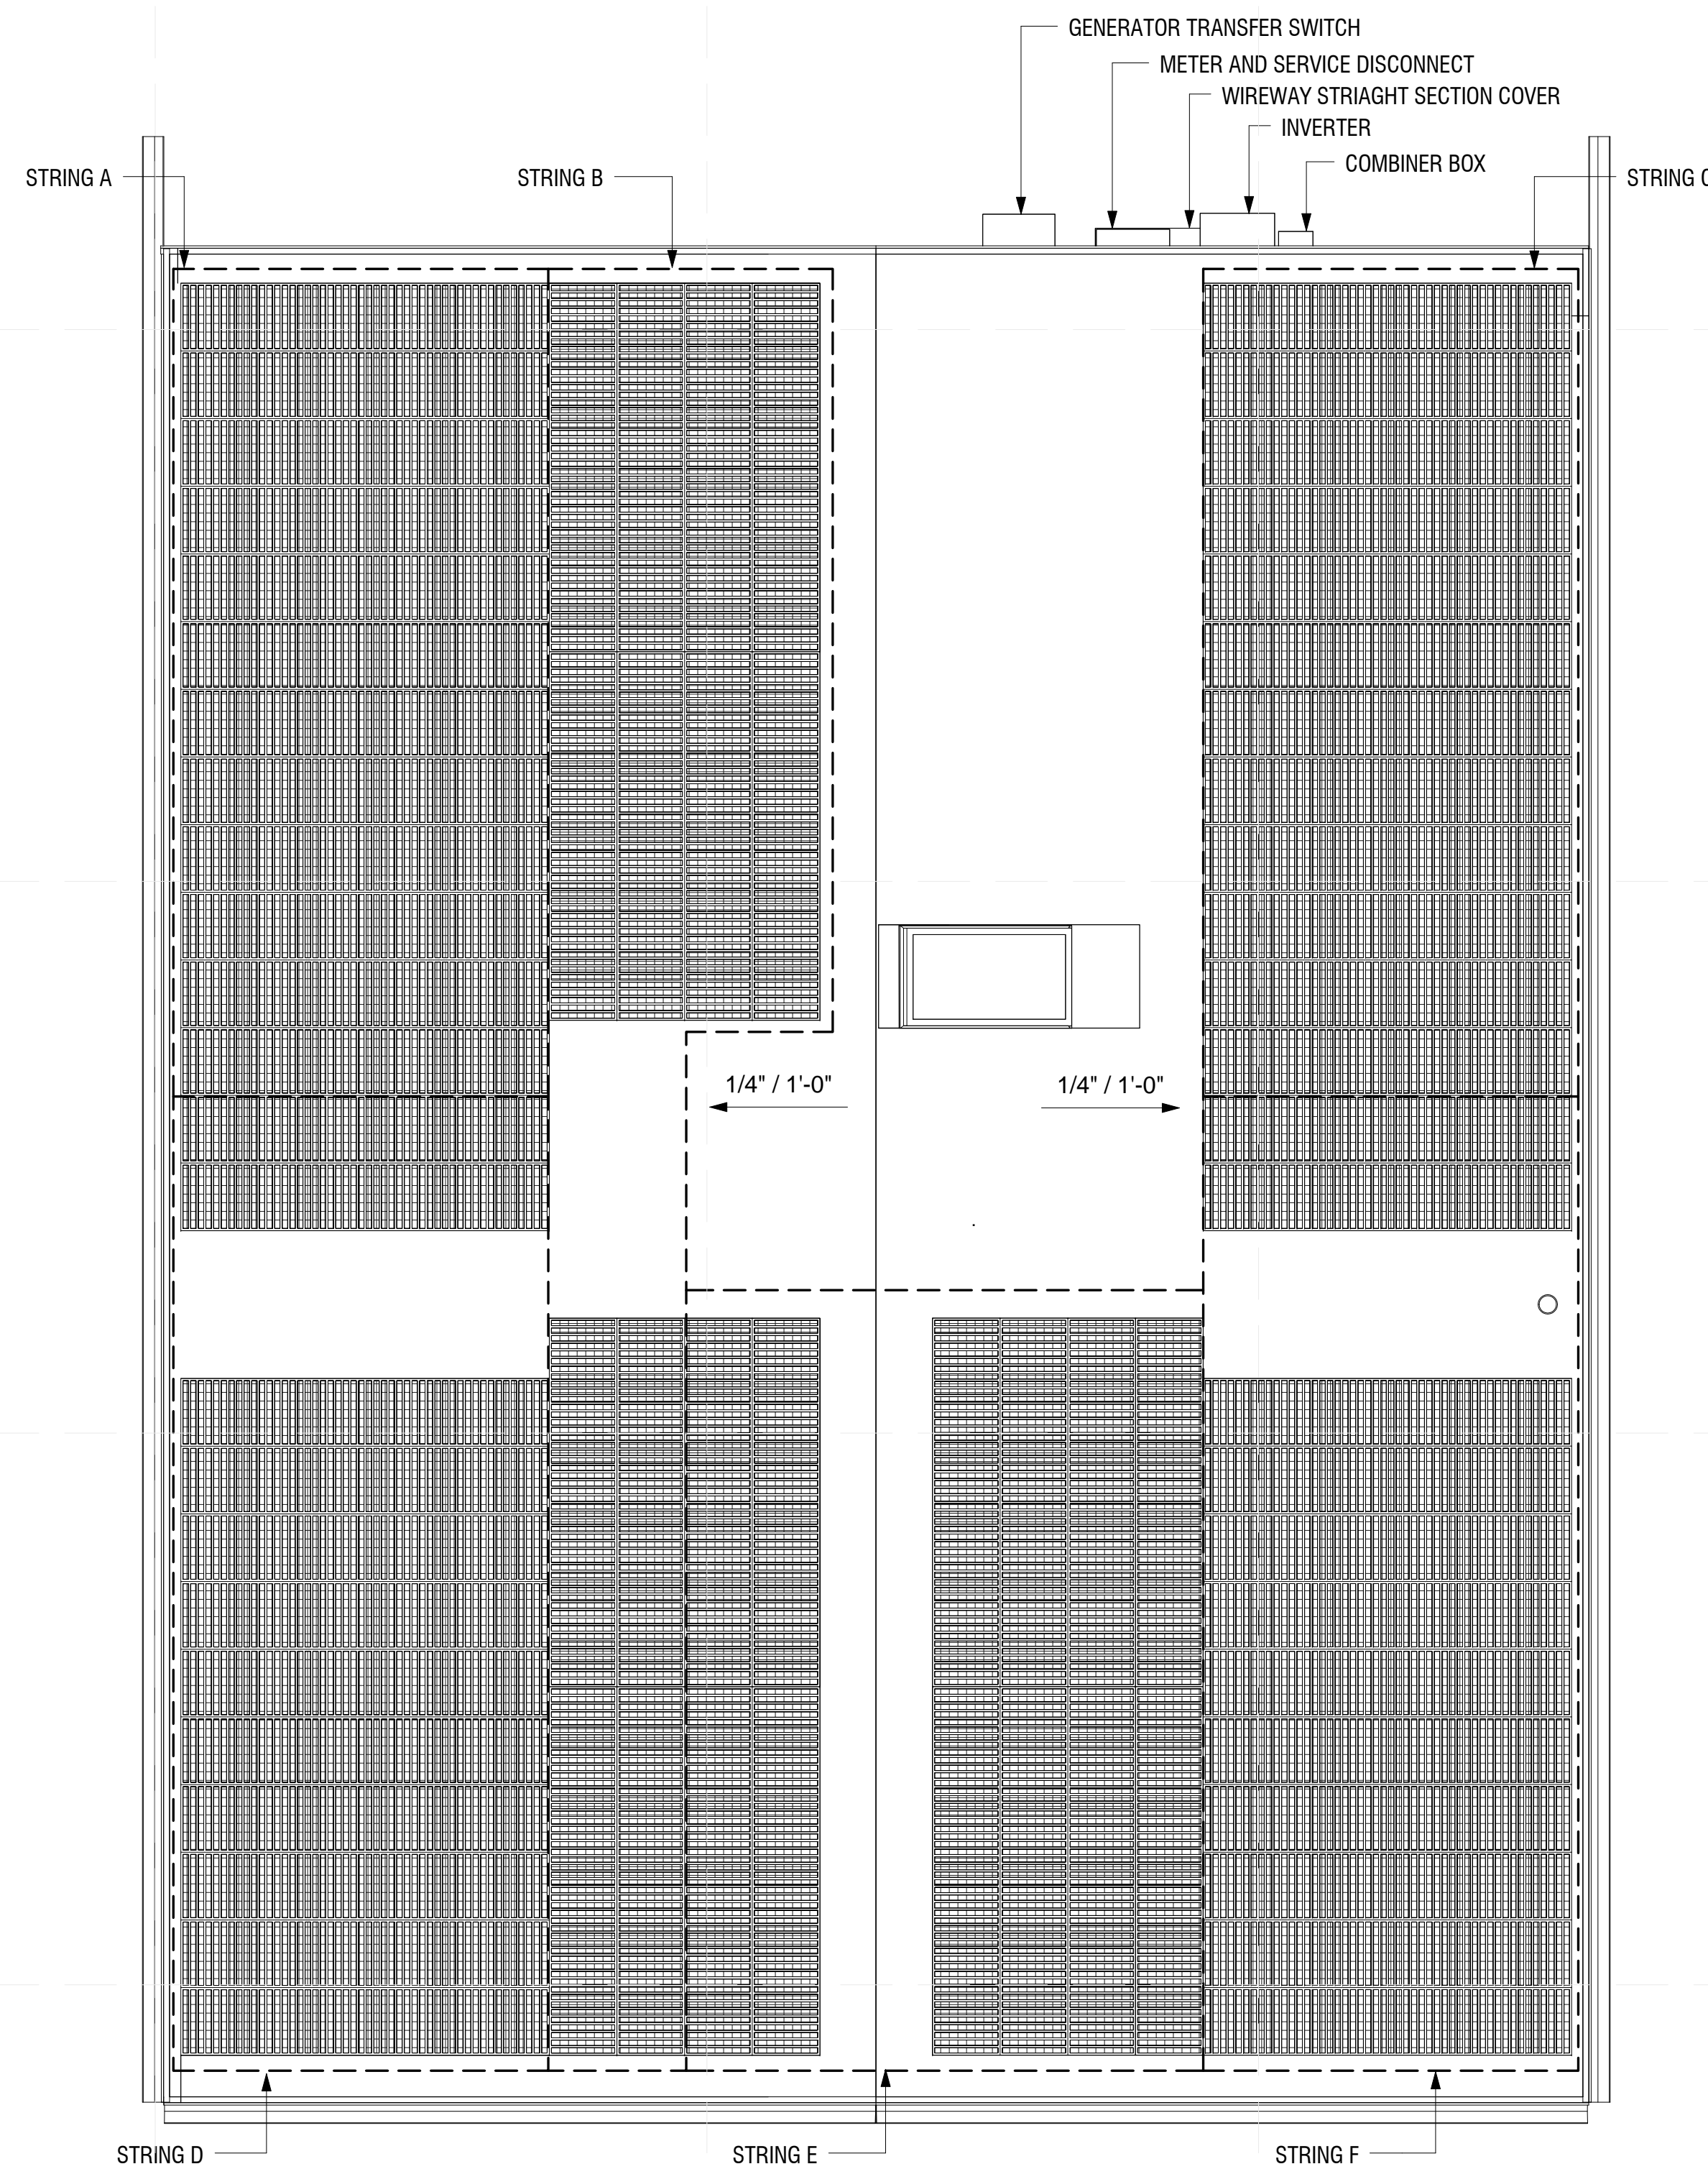 GENERATOR TRANSFER SWITCH
METER AND SERVICE DISCONNECT
WIREWAY STRIAGHT SECTION COVER
INVERTER
COMBINER BOX
STRING A
STRING B
STRING C
1/4" / 1'-0"
1/4" / 1'-0"
STRING D
STRING E
STRING F